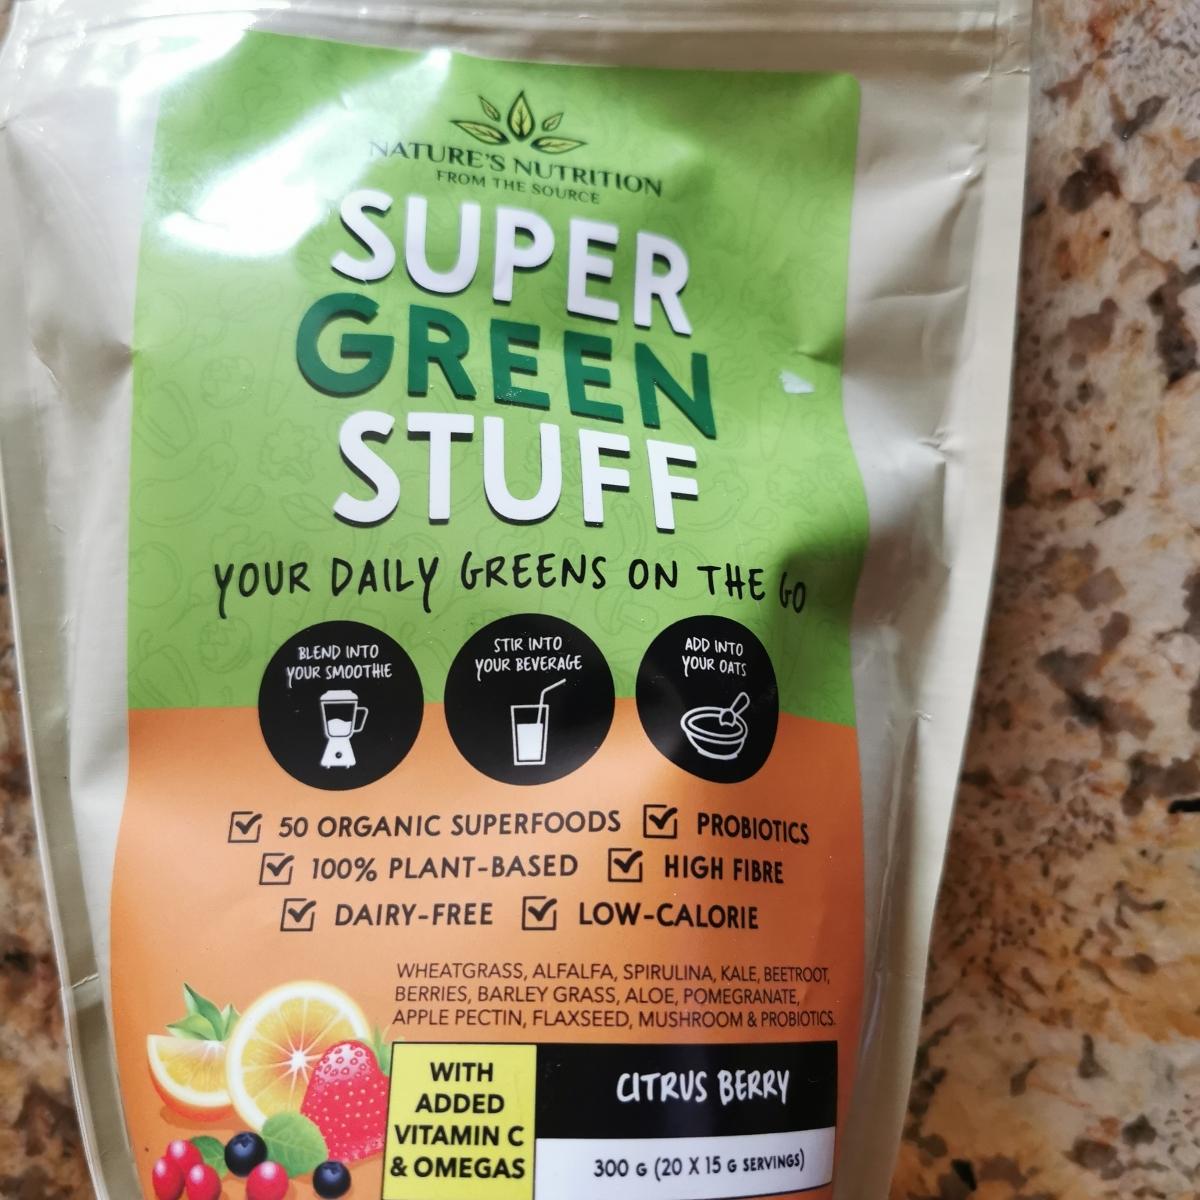 NATURE'S NUTRITION
FROM THE SOURCE
SUPER
GREEN
STUFF
YOUR DAILY GREENS ON THE GO
BLEND INTO
YOUR SMOOTHIE
STIR INTO
YOUR BEVERAGE
ADD INTO
YOUR OATS
50 ORGANIC SUPERFOODS
PROBIOTICS
100% PLANT-BASED
HIGH FIBRE
DAIRY-FREE
LOW-CALORIE
WHEATGRASS, ALFALFA, SPIRULINA, KALE, BEETROOT,
BERRIES, BARLEY GRASS, ALOE, POMEGRANATE,
APPLE PECTIN, FLAXSEED, MUSHROOM & PROBIOTICS.
WITH
ADDED
VITAMIN C
& OMEGAS
CITRUS BERRY
300 G (20 X 15 G SERVINGS)